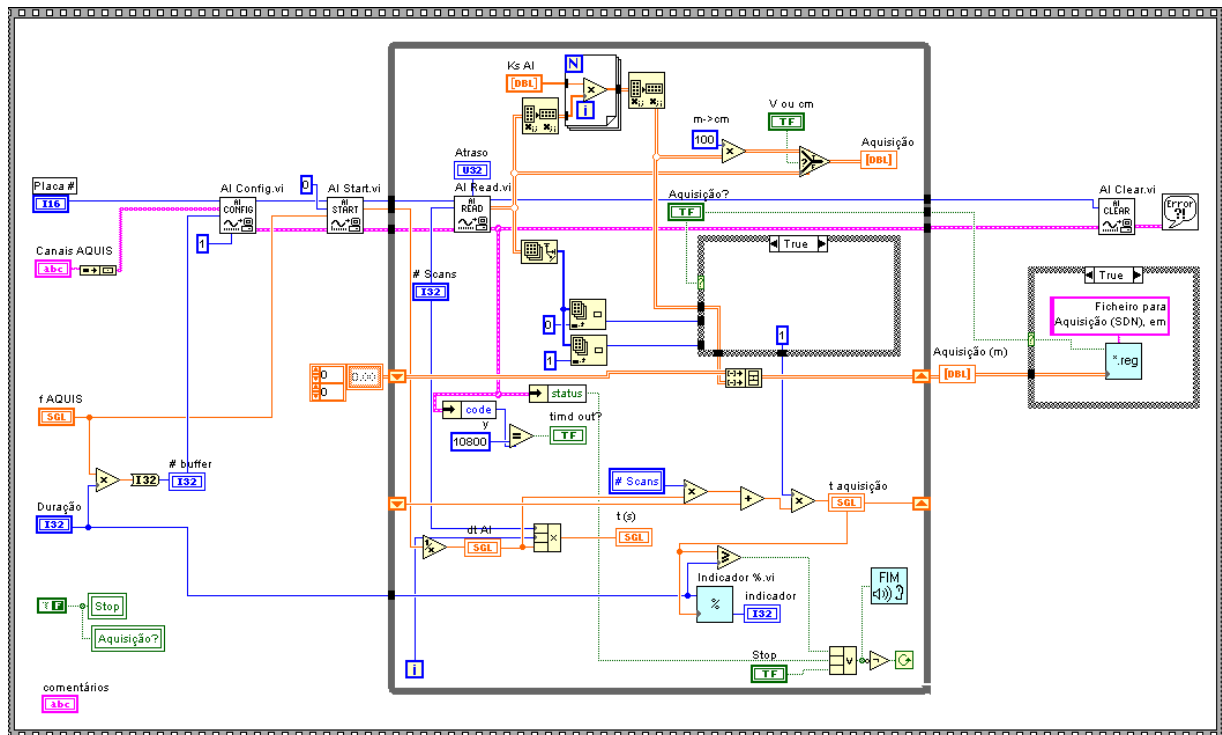 Ks AI
[DBL]
N
i
V ou cm
TF
m->cm
100
Aquisição
[DBL]
Atraso
U32
Placa #
I16
AI Config.vi
AI
CONFIG
0
AI Start.vi
AI
START
AI Read.vi
AI
READ
Aquisição?
TF
AI Clear.vi
AI
CLEAR
Error
?!
1
Canais AQUIS
abc
# Scans
I32
True
True
Ficheiro para
Aquisição (SDN), em
*.reg
0
1
1
Aquisição (m)
[DBL]
0
0
0.00
status
code
y
10800
=
timd out?
TF
f AQUIS
SGL
I32
# buffer
I32
# Scans
t aquisição
SGL
Duração
I32
1/x
dt AI
SGL
t (s)
SGL
Indicador %.vi
%
indicador
I32
FIM
TF
Stop
Aquisição?
i
Stop
TF
V
comentários
abc